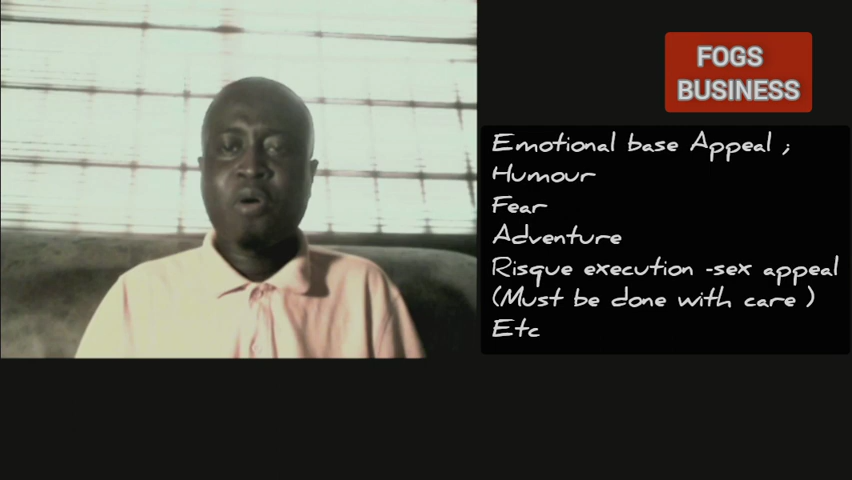 FOGS
BUSINESS
Emotional base Appeal ;
Humour
Fear
Adventure
Risque execution -sex appeal
(Must be done with care )
Etc